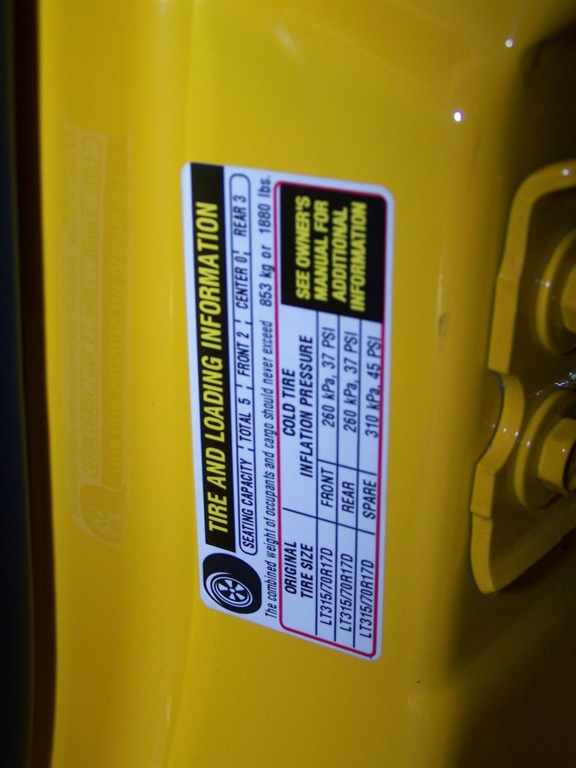 TIRE AND LOADING INFORMATION
SEATING CAPACITY TOTAL 5 FRONT 2 CENTER 0 REAR 3
The combined weight of occupants and cargo should never exceed 853 kg or 1880 lbs.
ORIGINAL TIRE SIZE COLD TIRE INFLATION PRESSURE
LT315/70R17D FRONT 260 kPa, 37 PSI
LT315/70R17D REAR 260 kPa, 37 PSI
LT315/70R17D SPARE 310 kPa, 45 PSI
SEE OWNER'S
MANUAL FOR
ADDITIONAL
INFORMATION